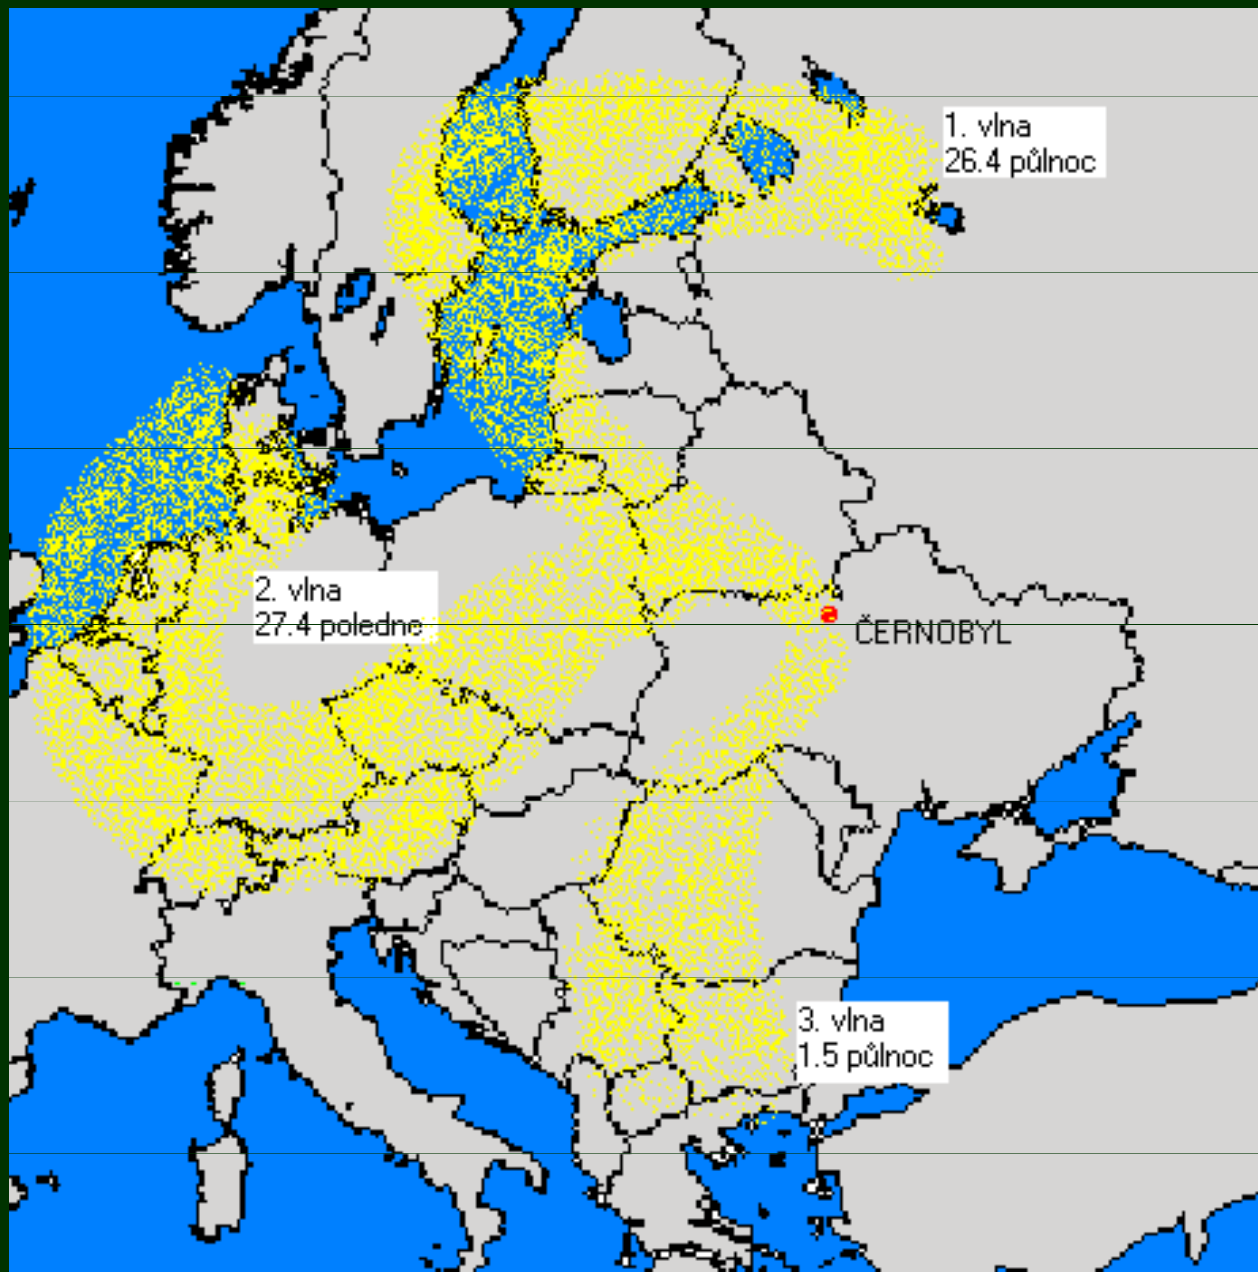 1. vlna
26.4 půlnoc
2. vlna
27.4 poledne
ČERNOBYL
3. vlna
1.5 půlnoc